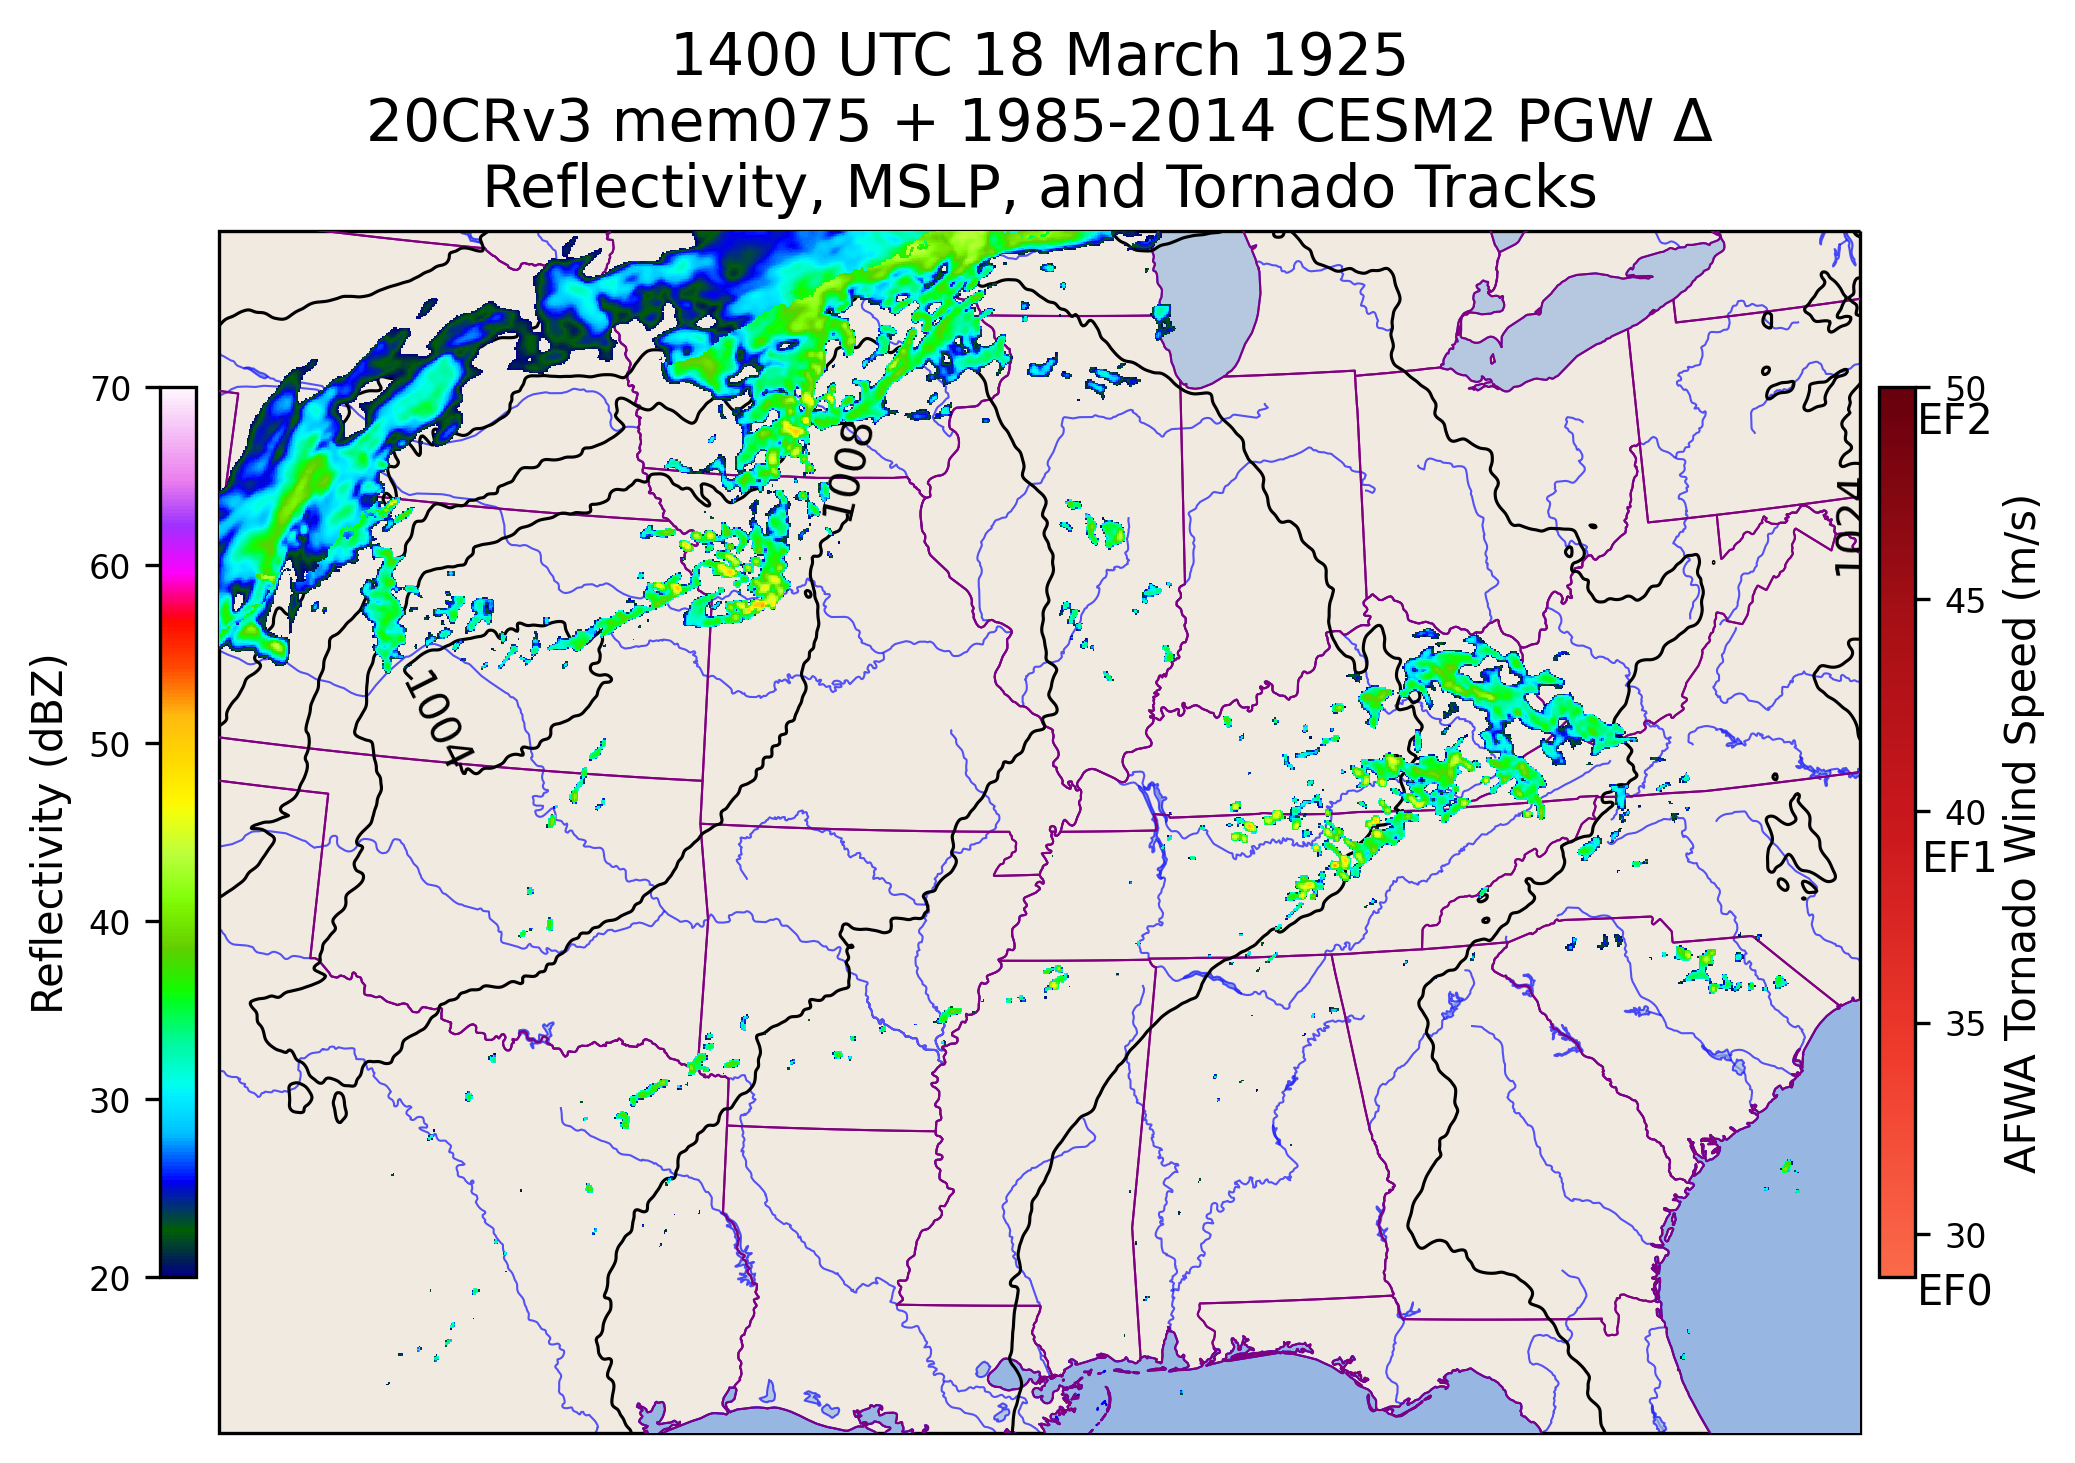 1400 UTC 18 March 1925
20CRv3 mem075 + 1985-2014 CESM2 PGW Δ
Reflectivity, MSLP, and Tornado Tracks
70
60
50
40
30
20
Reflectivity (dBZ)
1008
1004
1024
50
EF2
45
40
EF1
35
30
EF0
AFWA Tornado Wind Speed (m/s)